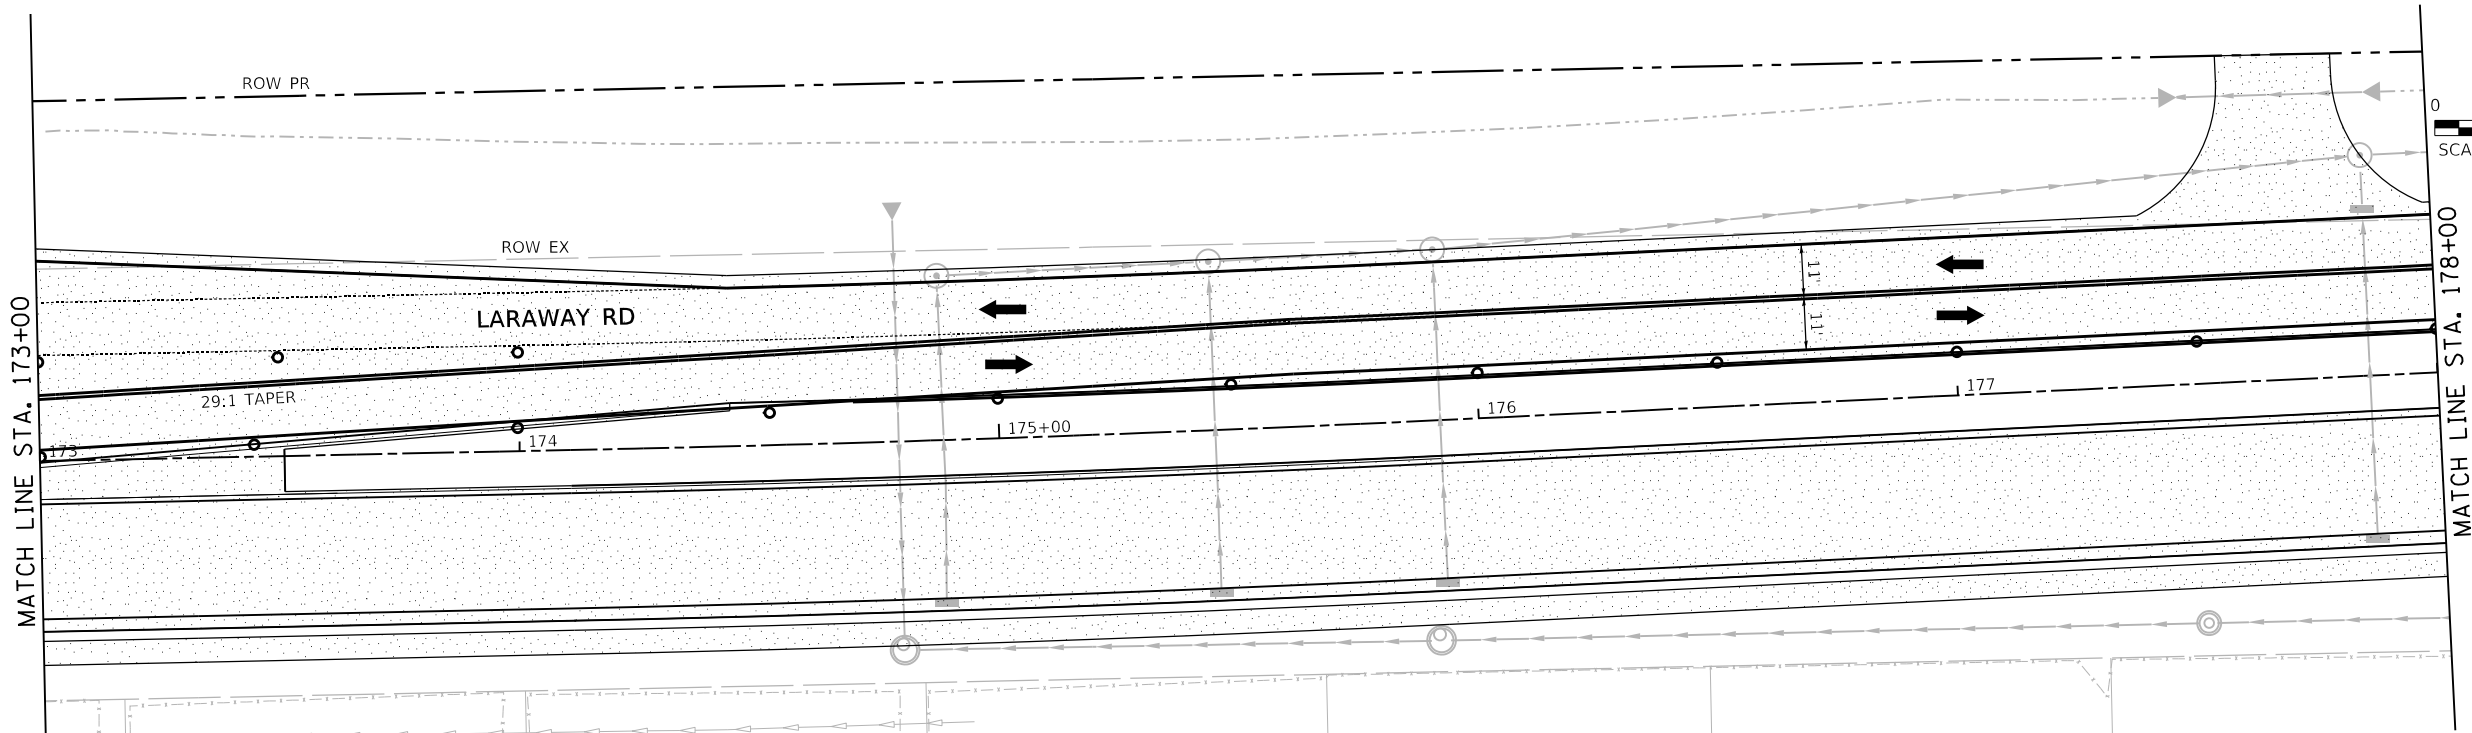 ROW PR
0
SCA
ROW EX
LARAWAY RD
11'
11'
29:1 TAPER
173
174
175+00
176
177
MATCH LINE STA. 173+00
MATCH LINE STA. 178+00